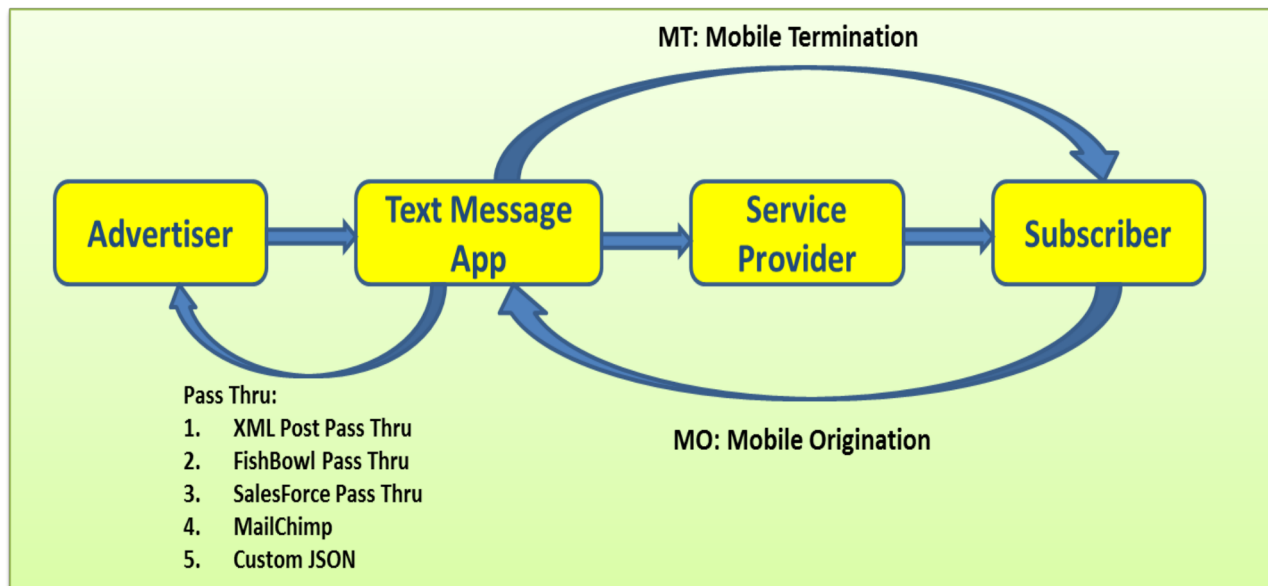 MT: Mobile Termination
Advertiser
Text Message
App
Service
Provider
Subscriber
Pass Thru:
1. XML Post Pass Thru
2. FishBowl Pass Thru
3. SalesForce Pass Thru
4. MailChimp
5. Custom JSON
MO: Mobile Origination